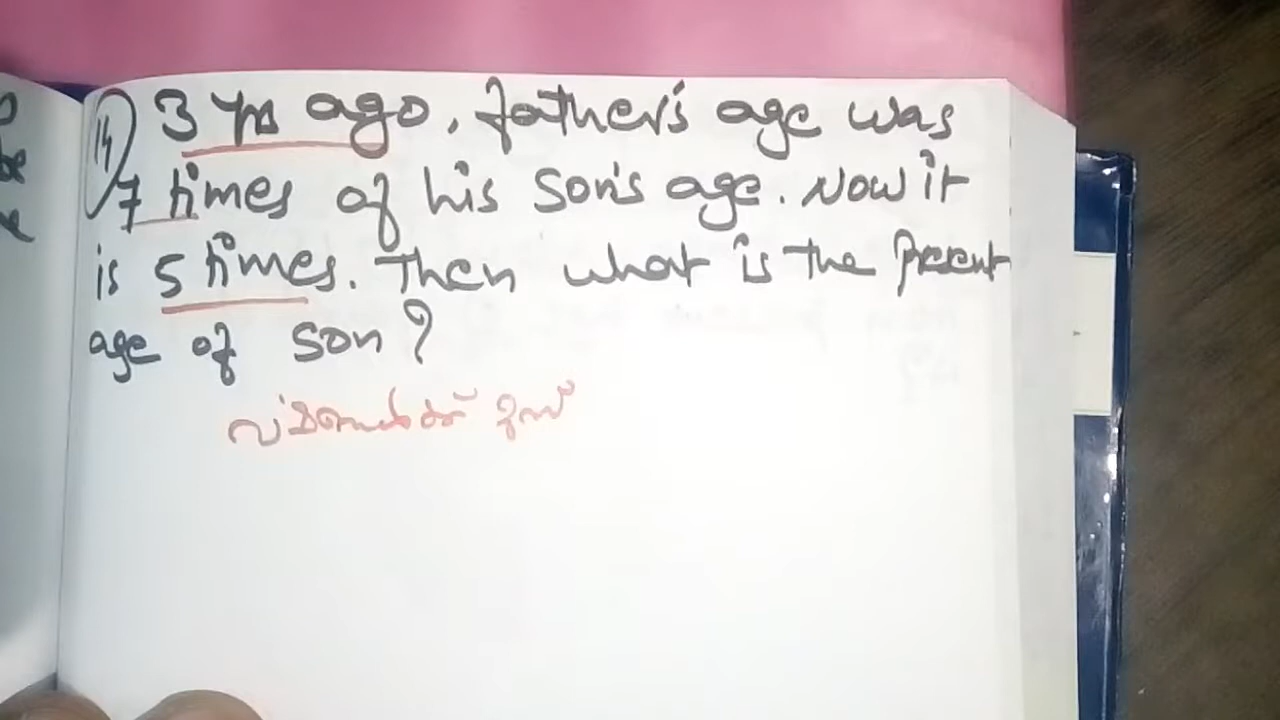 14) 3 yrs ago, father's age was
7 times of his son's age. Now it
is 5 times. Then what is the present
age of son?